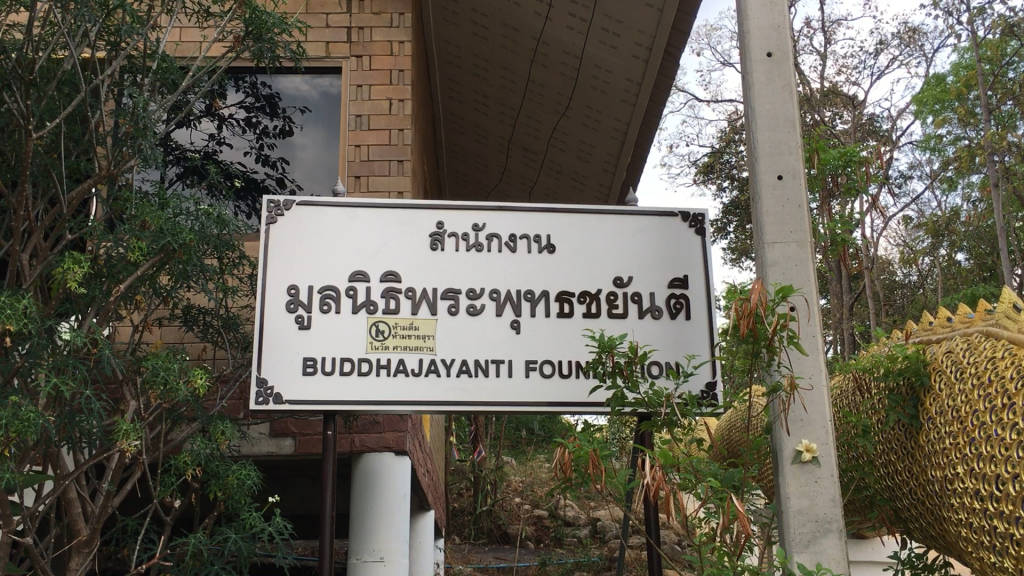 สำนักงาน
มูลนิธิพระพุทธชยันตี
ห้ามดื่ม
ห้ามขายสุรา
ในวัด ศาสนสถาน
BUDDHAJAYANTI FOUNDATION